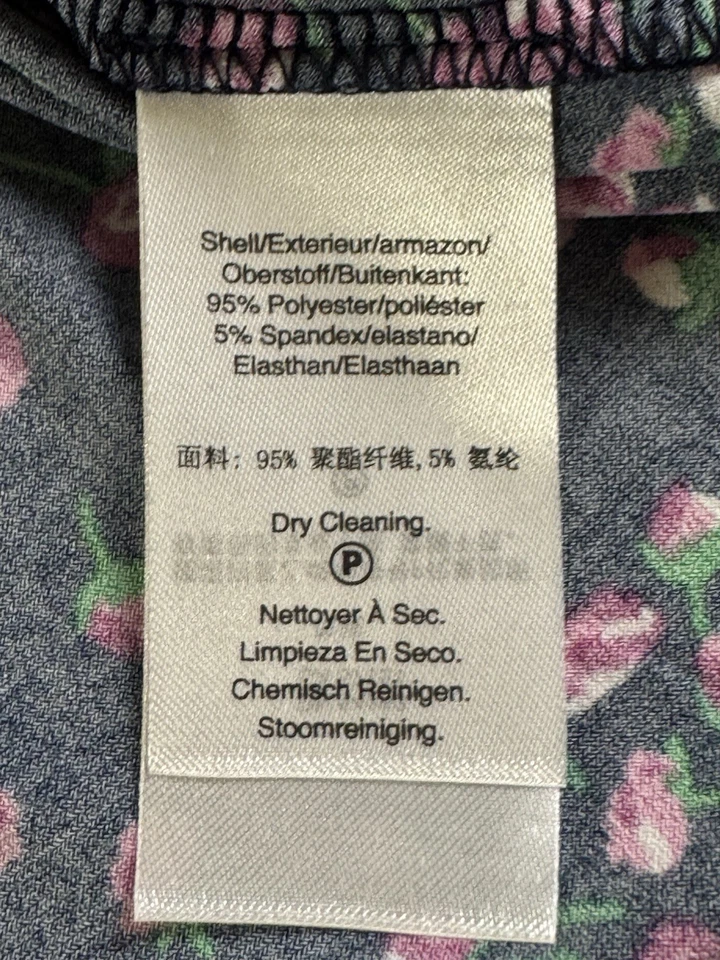 Shell/Exterieur/armazon/
Oberstoff/Buitenkant:
95% Polyester/poliéster
5% Spandex/elastano/
Elasthan/Elasthaan
面料: 95% 聚酯纤维, 5% 氨纶
Dry Cleaning.
P
Nettoyer À Sec.
Limpieza En Seco.
Chemisch Reinigen.
Stoomreiniging.